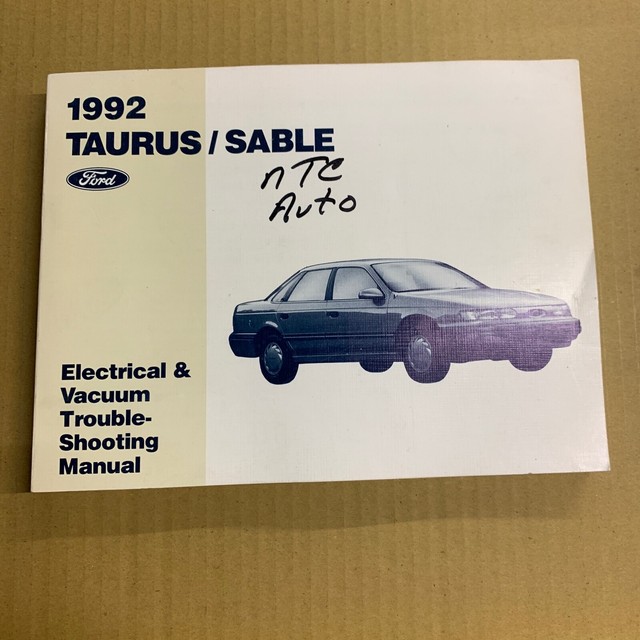 1992
TAURUS / SABLE
Ford
nTC
Auto
Electrical &
Vacuum
Trouble-
Shooting
Manual